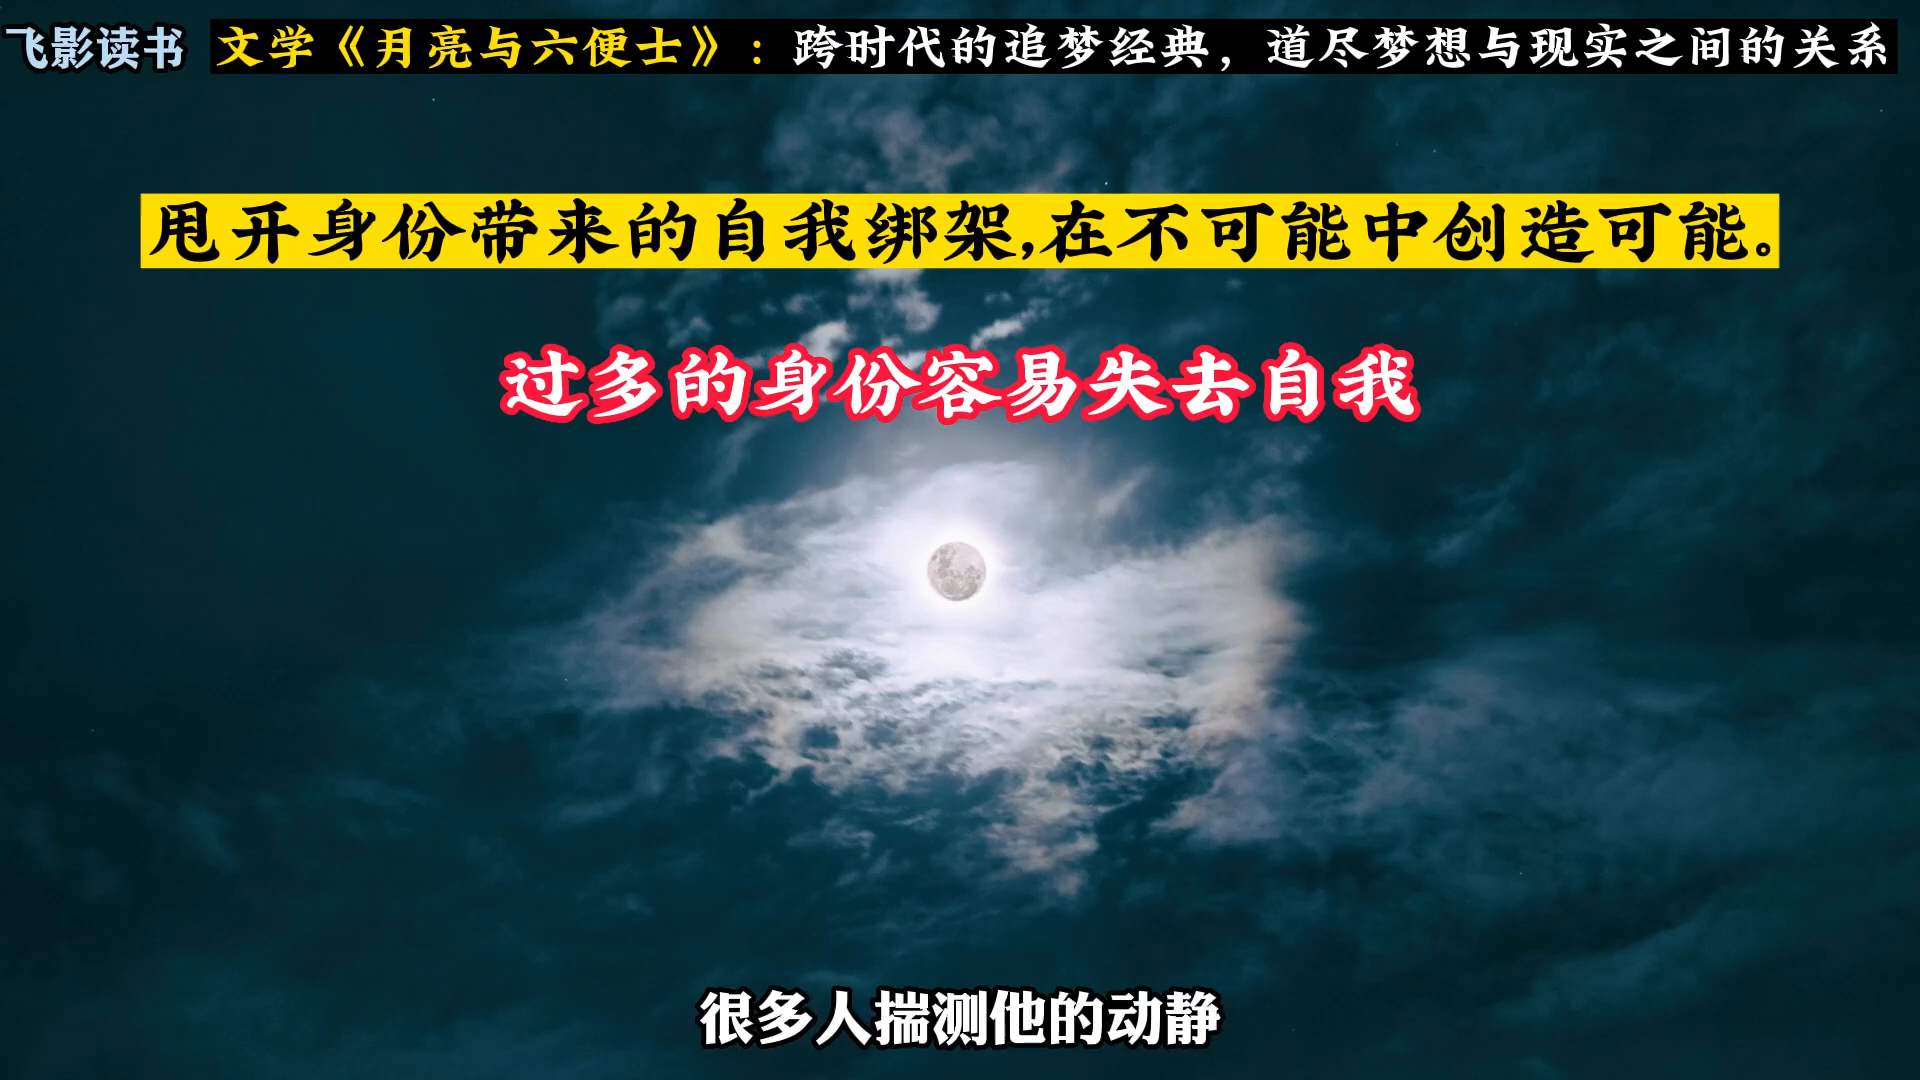 飞影读书 文学《月亮与六便士》：跨时代的追梦经典，道尽梦想与现实之间的关系
甩开身份带来的自我绑架,在不可能中创造可能。
过多的身份容易失去自我
很多人揣测他的动静